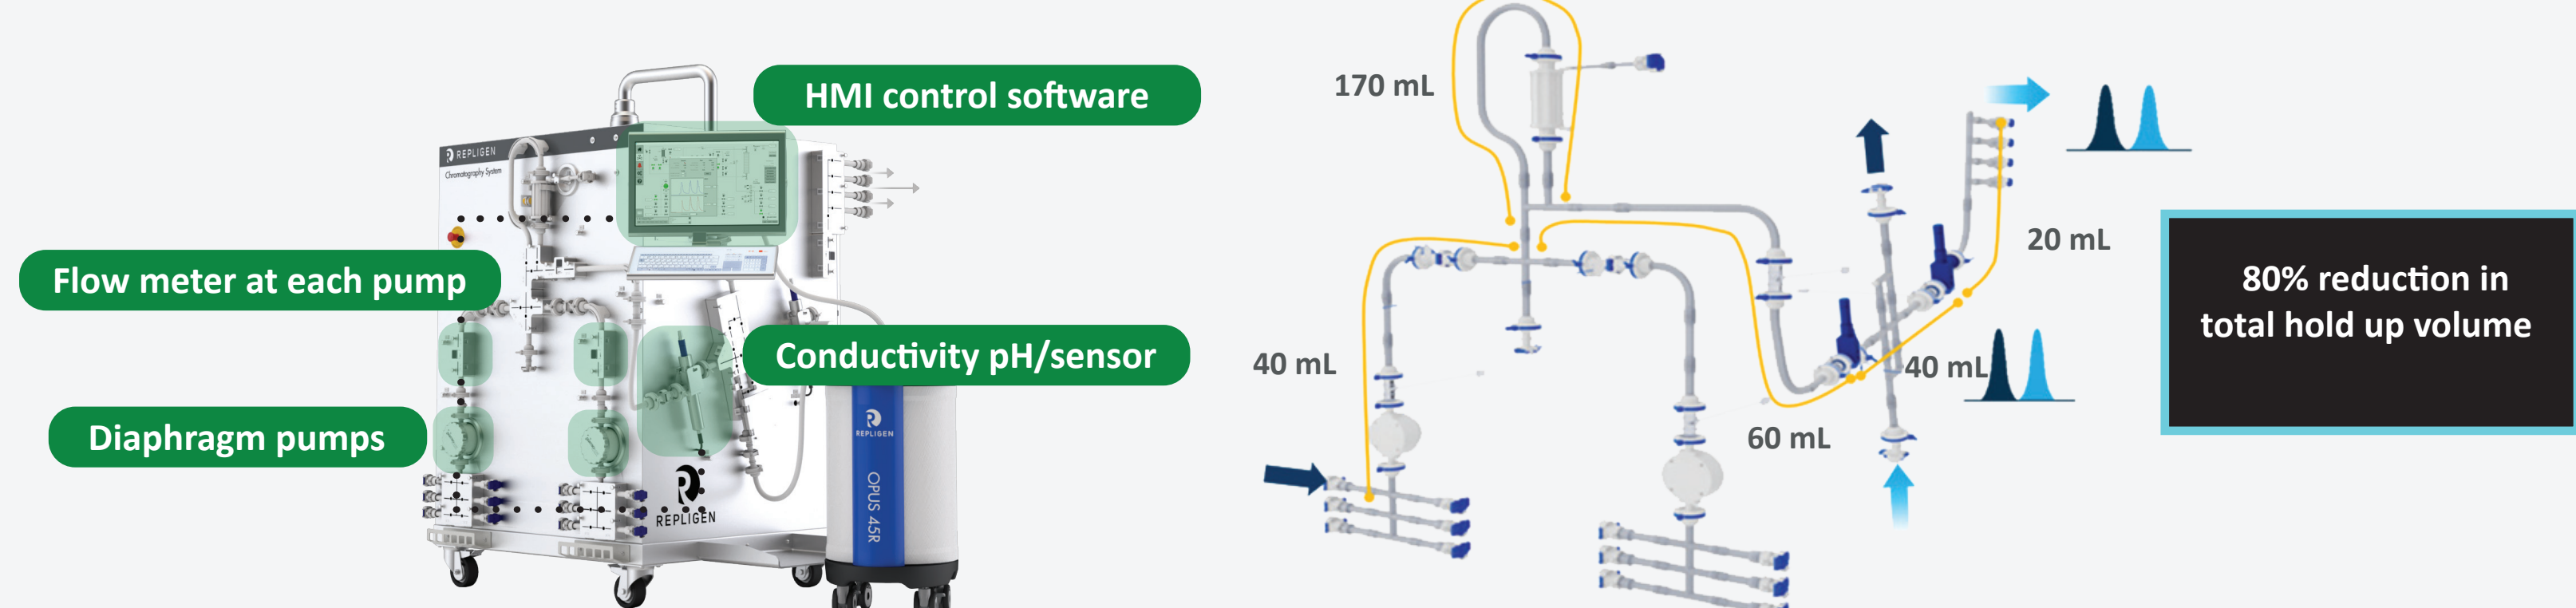 HMI control software
REPLIGEN
Chromatography System
Flow meter at each pump
Conductivity pH/sensor
Diaphragm pumps
REPLIGEN
OPUS 45R
REPLIGEN
170 mL
20 mL
40 mL
40 mL
60 mL
80% reduction in
total hold up volume